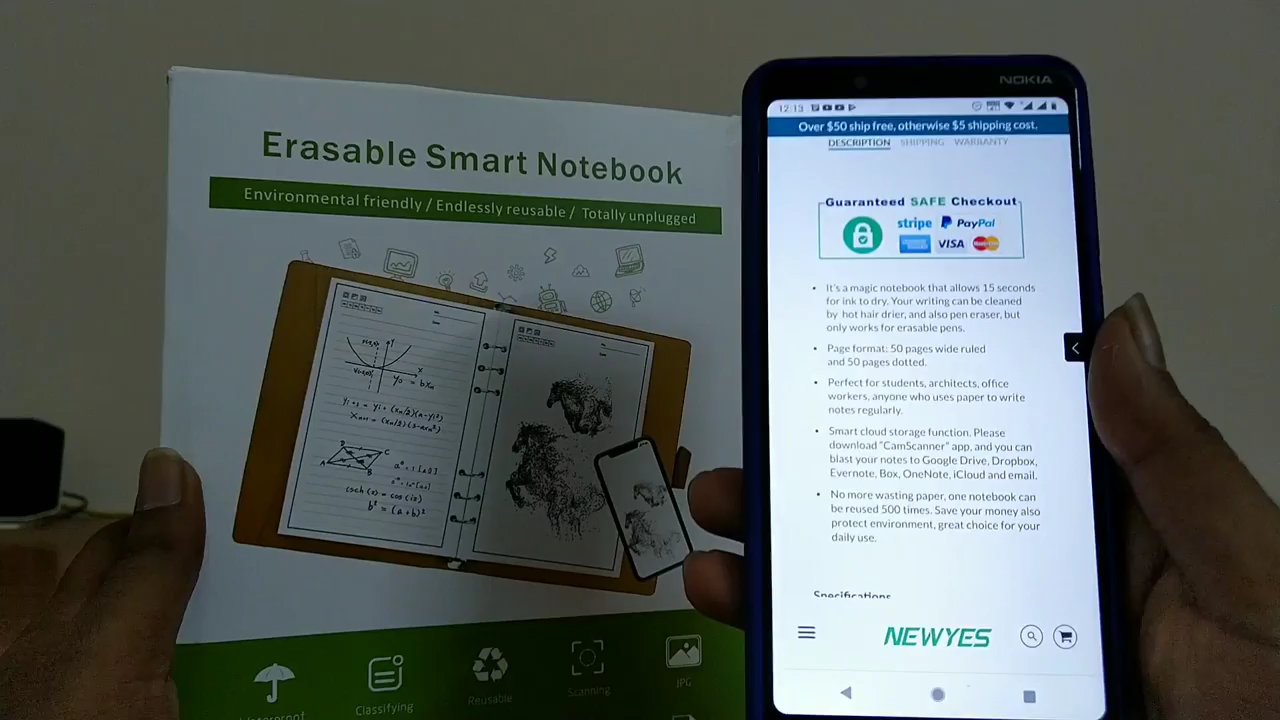 Erasable Smart Notebook
Environmental friendly / Endlessly reusable / Totally unplugged
Classifying
Reusable
Scanning
JPG
NOKIA
12:13
Over $50 ship free, otherwise $5 shipping cost.
DESCRIPTION SHIPPING WARRANTY
Guaranteed SAFE Checkout
stripe PayPal
VISA
It's a magic notebook that allows 15 seconds
for ink to dry. Your writing can be cleaned
by hot hair drier, and also pen eraser, but
only works for erasable pens.
Page format: 50 pages wide ruled
and 50 pages dotted.
Perfect for students, architects, office
workers, anyone who uses paper to write
notes regularly.
Smart cloud storage function. Please
download "CamScanner" app, and you can
blast your notes to Google Drive, Dropbox,
Evernote, Box, OneNote, iCloud and email.
No more wasting paper, one notebook can
be reused 500 times. Save your money also
protect environment, great choice for your
daily use.
Specifications
NEWYES